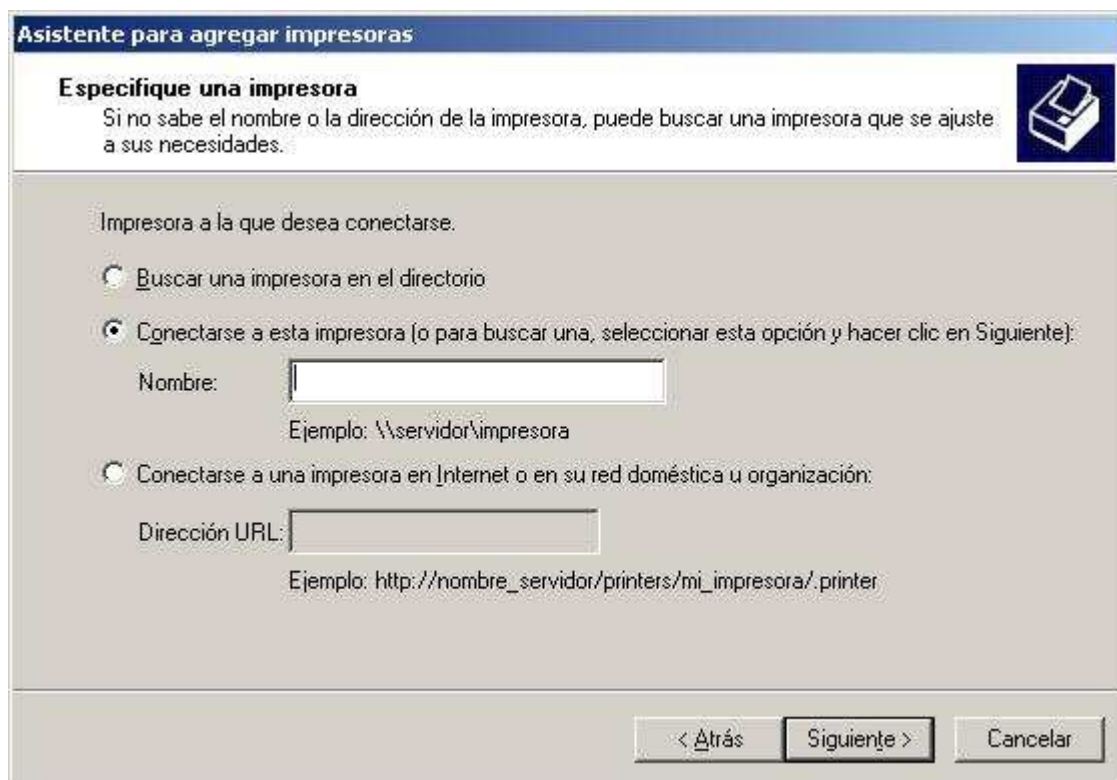 Asistente para agregar impresoras
Especifique una impresora
Si no sabe el nombre o la dirección de la impresora, puede buscar una impresora que se ajuste
a sus necesidades.
Impresora a la que desea conectarse.
Buscar una impresora en el directorio
Conectarse a esta impresora (o para buscar una, seleccionar esta opción y hacer clic en Siguiente):
Nombre:
Ejemplo: \\servidor\impresora
Conectarse a una impresora en Internet o en su red doméstica u organización:
Dirección URL:
Ejemplo: http://nombre_servidor/printers/mi_impresora/.printer
< Atrás Siguiente > Cancelar